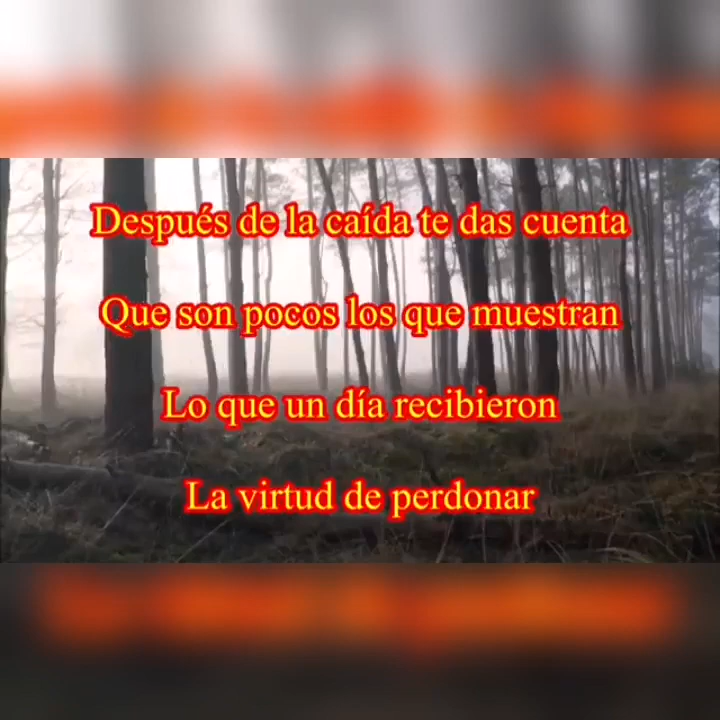 Después de la caída te das cuenta
Que son pocos los que muestran
Lo que un día recibieron
La virtud de perdonar